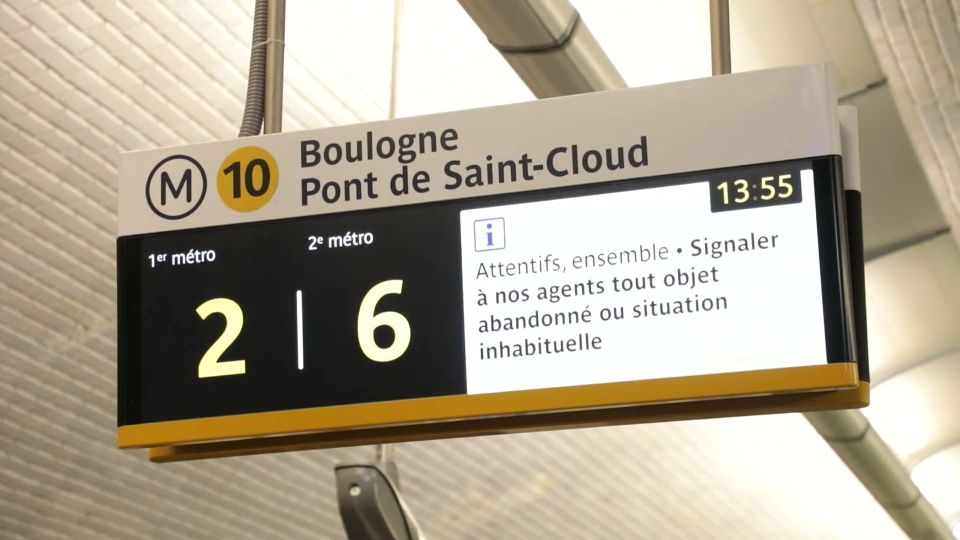 M 10 Boulogne
Pont de Saint-Cloud
13:55
1er métro 2e métro
2 6
i
Attentifs, ensemble • Signaler
à nos agents tout objet
abandonné ou situation
inhabituelle